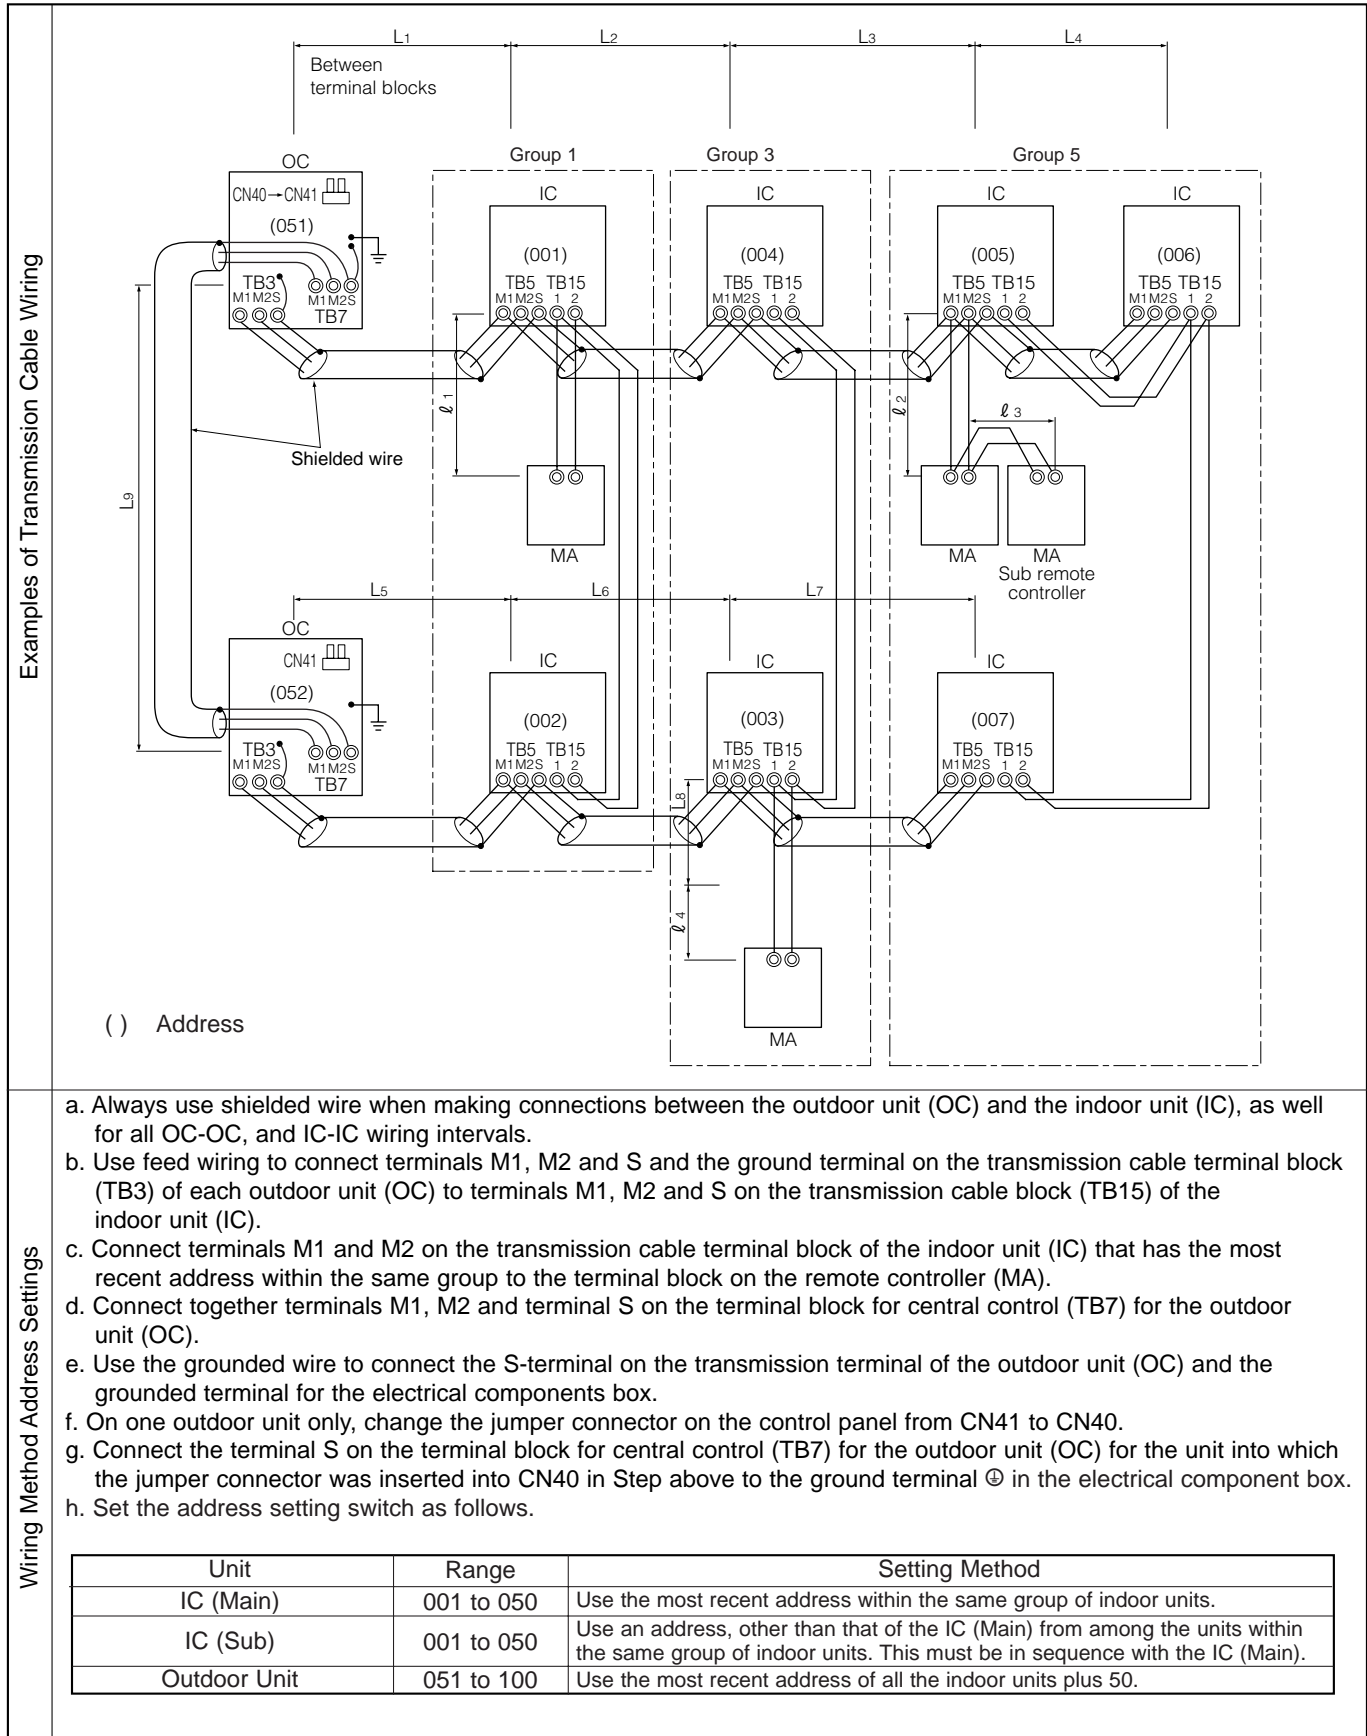 Examples of Transmission Cable Wiring
L1
L2
L3
L4
Between
terminal blocks
OC
Group 1
Group 3
Group 5
CN40→CN41
(051)
TB3
M1M2S
M1M2S
TB7
IC
(001)
TB5 TB15
M1M2S 1 2
IC
(004)
TB5 TB15
M1M2S 1 2
IC
(005)
TB5 TB15
M1M2S 1 2
IC
(006)
TB5 TB15
M1M2S 1 2
ℓ 1
ℓ 2
ℓ 3
Shielded wire
L9
MA
MA
MA
Sub remote
controller
L5
L6
L7
OC
CN41
(052)
TB3
M1M2S
M1M2S
TB7
IC
(002)
TB5 TB15
M1M2S 1 2
IC
(003)
TB5 TB15
M1M2S 1 2
IC
(007)
TB5 TB15
M1M2S 1 2
L8
ℓ 4
MA
( ) Address
Wiring Method Address Settings
a. Always use shielded wire when making connections between the outdoor unit (OC) and the indoor unit (IC), as well
for all OC-OC, and IC-IC wiring intervals.
b. Use feed wiring to connect terminals M1, M2 and S and the ground terminal on the transmission cable terminal block
(TB3) of each outdoor unit (OC) to terminals M1, M2 and S on the transmission cable block (TB15) of the
indoor unit (IC).
c. Connect terminals M1 and M2 on the transmission cable terminal block of the indoor unit (IC) that has the most
recent address within the same group to the terminal block on the remote controller (MA).
d. Connect together terminals M1, M2 and terminal S on the terminal block for central control (TB7) for the outdoor
unit (OC).
e. Use the grounded wire to connect the S-terminal on the transmission terminal of the outdoor unit (OC) and the
grounded terminal for the electrical components box.
f. On one outdoor unit only, change the jumper connector on the control panel from CN41 to CN40.
g. Connect the terminal S on the terminal block for central control (TB7) for the outdoor unit (OC) for the unit into which
the jumper connector was inserted into CN40 in Step above to the ground terminal ⏚ in the electrical component box.
h. Set the address setting switch as follows.
Unit Range Setting Method
IC (Main) 001 to 050 Use the most recent address within the same group of indoor units.
IC (Sub) 001 to 050 Use an address, other than that of the IC (Main) from among the units within
the same group of indoor units. This must be in sequence with the IC (Main).
Outdoor Unit 051 to 100 Use the most recent address of all the indoor units plus 50.